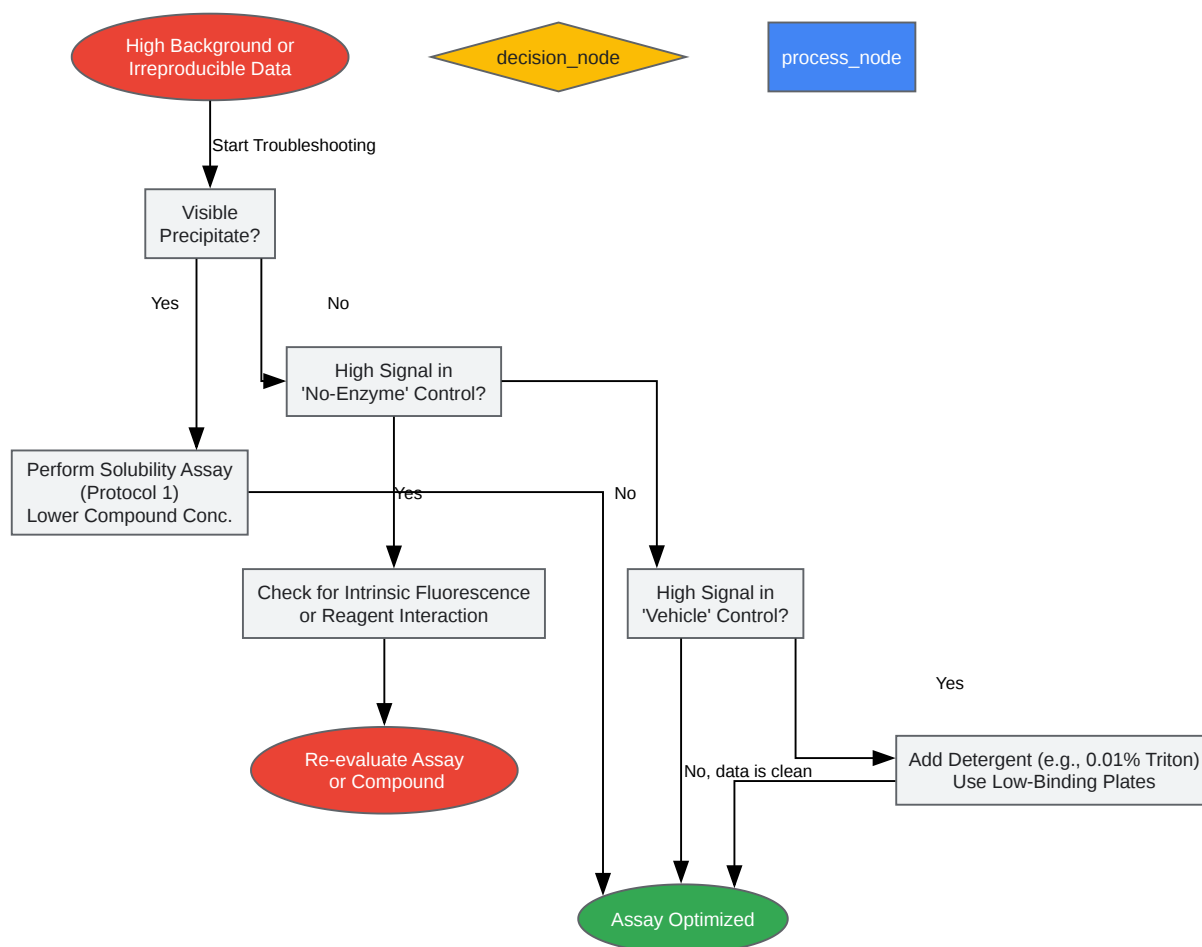 High Background or
Irreproducible Data
decision_node
process_node
Start Troubleshooting
Visible
Precipitate?
Yes
No
High Signal in
'No-Enzyme' Control?
Perform Solubility Assay
(Protocol 1)
Lower Compound Conc.
Yes
No
Check for Intrinsic Fluorescence
or Reagent Interaction
High Signal in
'Vehicle' Control?
Yes
Re-evaluate Assay
or Compound
No, data is clean
Add Detergent (e.g., 0.01% Triton)
Use Low-Binding Plates
Assay Optimized